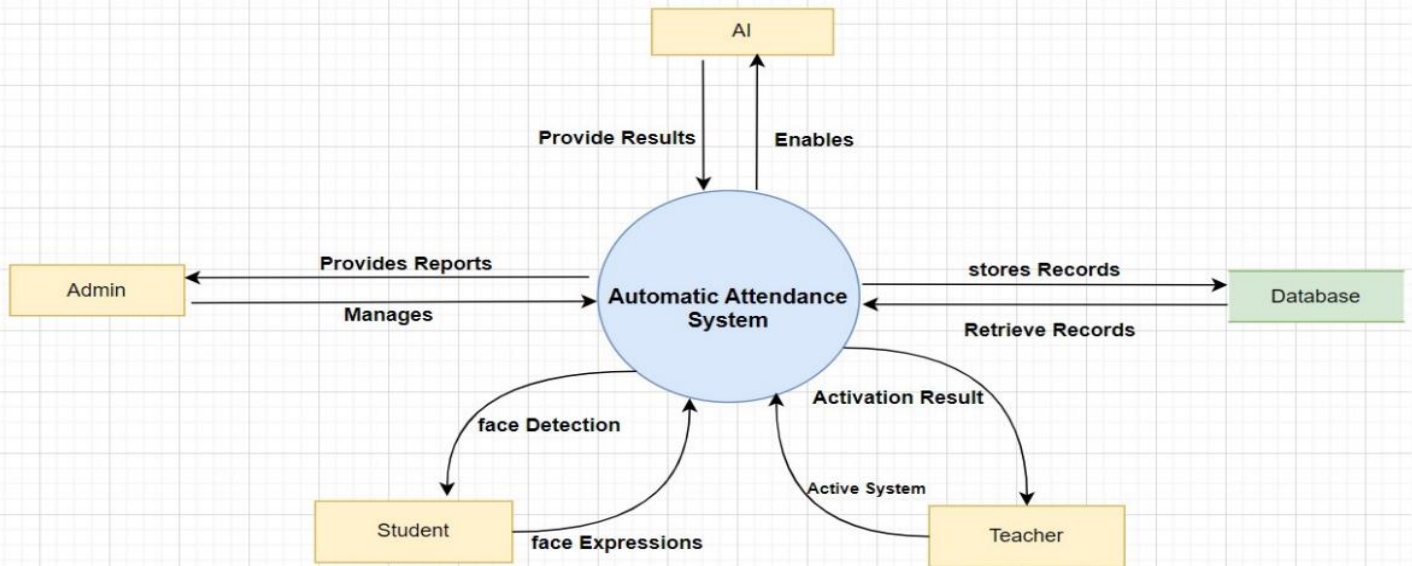 AI
Provide Results
Enables
Provides Reports
stores Records
Admin
Automatic Attendance
System
Database
Manages
Retrieve Records
Activation Result
face Detection
Active System
Student
Teacher
face Expressions